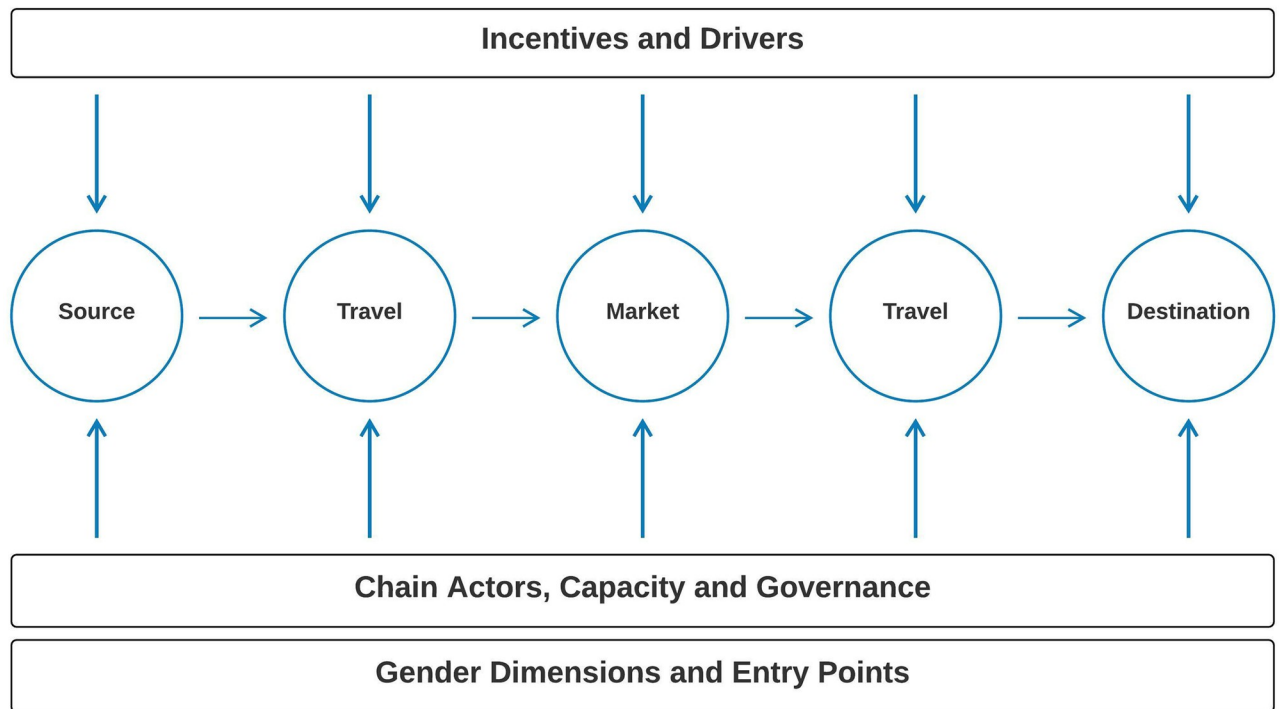 Incentives and Drivers
Source
Travel
Market
Travel
Destination
Chain Actors, Capacity and Governance
Gender Dimensions and Entry Points